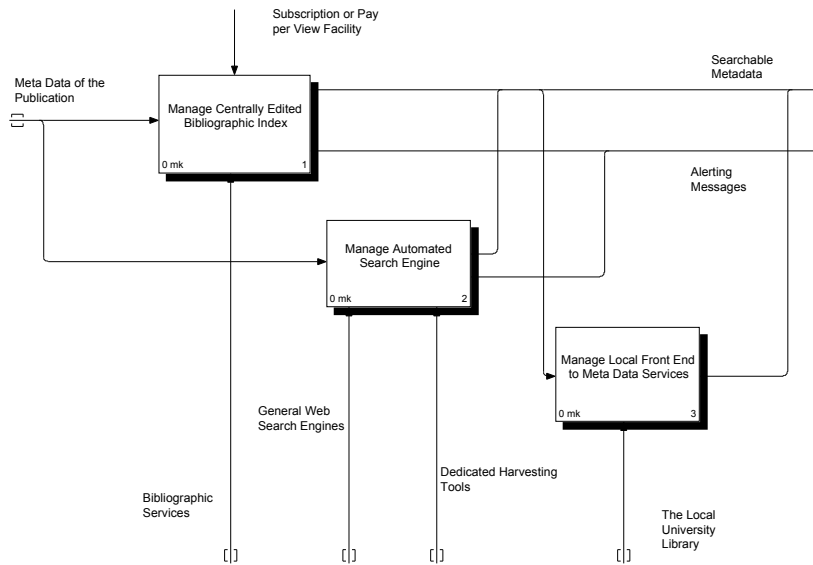 Subscription or Pay
per View Facility
Searchable
Metadata
Meta Data of the
Publication
Manage Centrally Edited
Bibliographic Index
0 mk
1
Alerting
Messages
Manage Automated
Search Engine
0 mk
2
Manage Local Front End
to Meta Data Services
0 mk
3
General Web
Search Engines
Dedicated Harvesting
Tools
Bibliographic
Services
The Local
University
Library